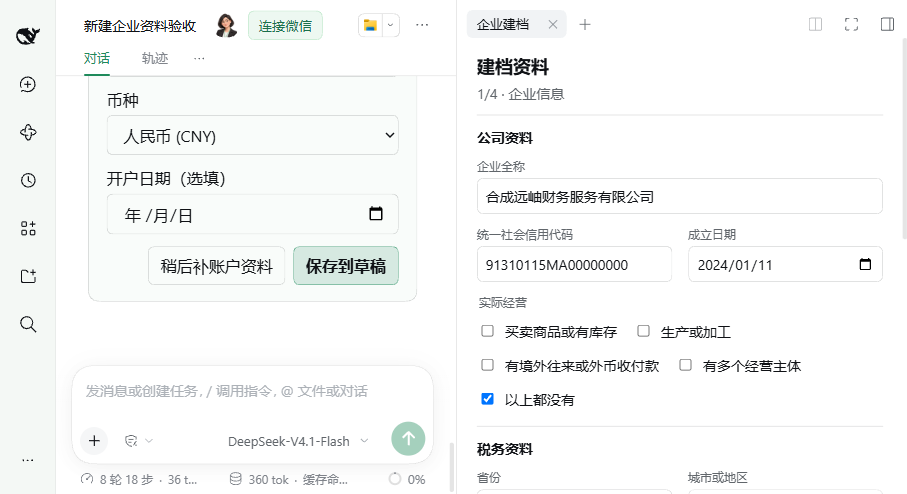 新建企业资料验收
连接微信
对话 轨迹 ...
币种
人民币 (CNY)
开户日期（选填）
年 /月/日
稍后补账户资料 保存到草稿
发消息或创建任务, / 调用指令, @ 文件或对话
DeepSeek-V4.1-Flash
8 轮 18 步 · 36 t... 360 tok · 缓存命... 0%
企业建档
建档资料
1/4 · 企业信息
公司资料
企业全称
合成远岫财务服务有限公司
统一社会信用代码 成立日期
91310115MA00000000 2024/01/11
实际经营
买卖商品或有库存 生产或加工
有境外往来或外币收付款 有多个经营主体
以上都没有
税务资料
省份 城市或地区